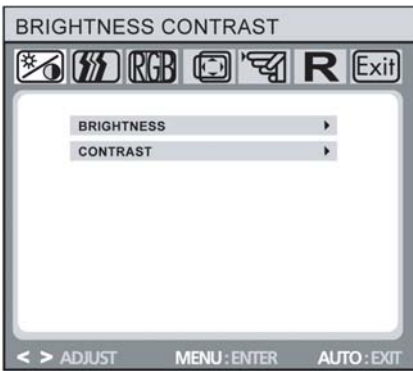 BRIGHTNESS CONTRAST
RGB R Exit
BRIGHTNESS
CONTRAST
< > ADJUST MENU : ENTER AUTO : EXIT